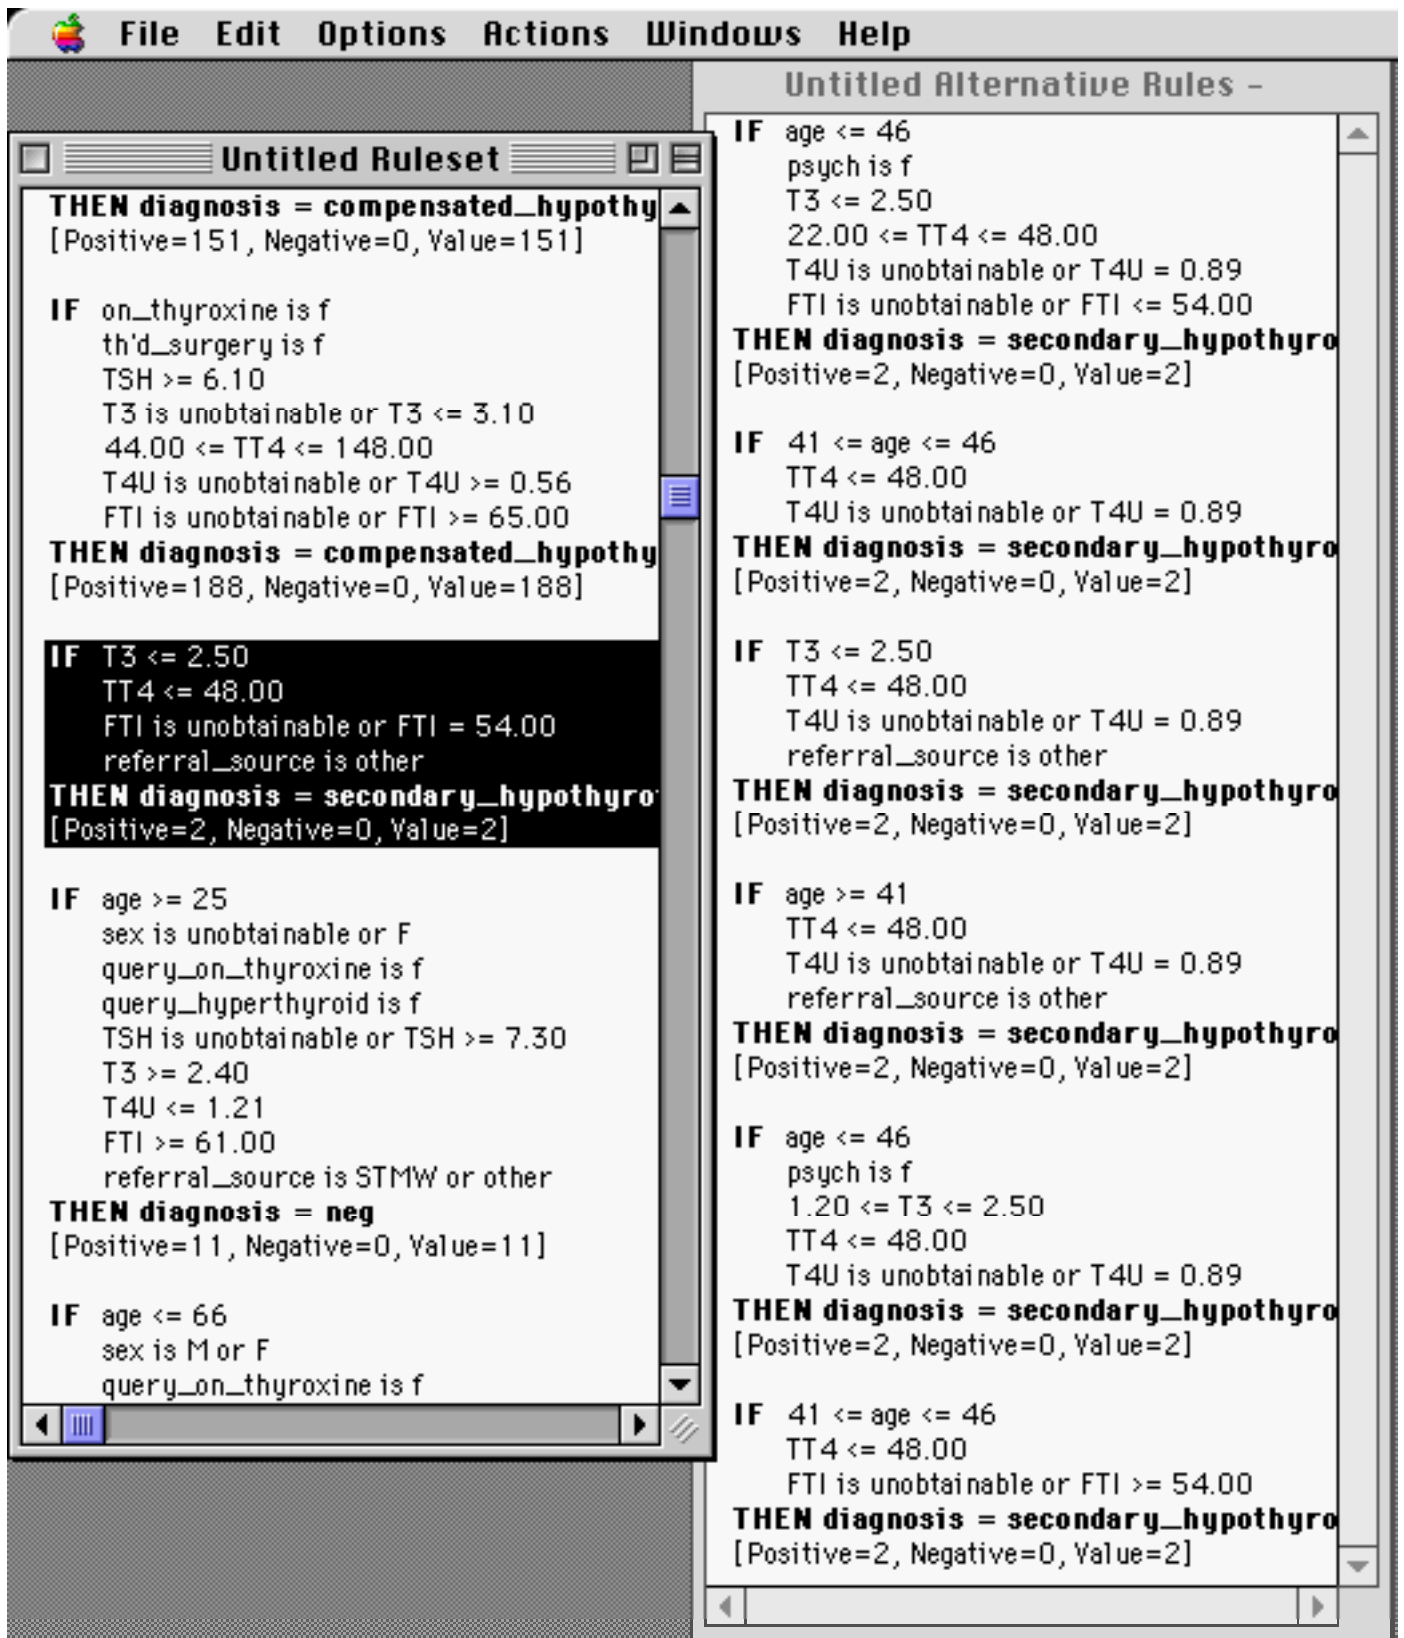 File Edit Options Actions Windows Help
Untitled Ruleset
THEN diagnosis = compensated_hypothy
[Positive=151, Negative=0, Value=151]
IF on_thyroxine is f
th'd_surgery is f
TSH >= 6.10
T3 is unobtainable or T3 <= 3.10
44.00 <= TT4 <= 148.00
T4U is unobtainable or T4U >= 0.56
FTI is unobtainable or FTI >= 65.00
THEN diagnosis = compensated_hypothy
[Positive=188, Negative=0, Value=188]
IF T3 <= 2.50
TT4 <= 48.00
FTI is unobtainable or FTI = 54.00
referral_source is other
THEN diagnosis = secondary_hypothyro
[Positive=2, Negative=0, Value=2]
IF age >= 25
sex is unobtainable or F
query_on_thyroxine is f
query_hyperthyroid is f
TSH is unobtainable or TSH >= 7.30
T3 >= 2.40
T4U <= 1.21
FTI >= 61.00
referral_source is STMW or other
THEN diagnosis = neg
[Positive=11, Negative=0, Value=11]
IF age <= 66
sex is M or F
query_on_thyroxine is f
Untitled Alternative Rules -
IF age <= 46
psych is f
T3 <= 2.50
22.00 <= TT4 <= 48.00
T4U is unobtainable or T4U = 0.89
FTI is unobtainable or FTI <= 54.00
THEN diagnosis = secondary_hypothyro
[Positive=2, Negative=0, Value=2]
IF 41 <= age <= 46
TT4 <= 48.00
T4U is unobtainable or T4U = 0.89
THEN diagnosis = secondary_hypothyro
[Positive=2, Negative=0, Value=2]
IF T3 <= 2.50
TT4 <= 48.00
T4U is unobtainable or T4U = 0.89
referral_source is other
THEN diagnosis = secondary_hypothyro
[Positive=2, Negative=0, Value=2]
IF age >= 41
TT4 <= 48.00
T4U is unobtainable or T4U = 0.89
referral_source is other
THEN diagnosis = secondary_hypothyro
[Positive=2, Negative=0, Value=2]
IF age <= 46
psych is f
1.20 <= T3 <= 2.50
TT4 <= 48.00
T4U is unobtainable or T4U = 0.89
THEN diagnosis = secondary_hypothyro
[Positive=2, Negative=0, Value=2]
IF 41 <= age <= 46
TT4 <= 48.00
FTI is unobtainable or FTI >= 54.00
THEN diagnosis = secondary_hypothyro
[Positive=2, Negative=0, Value=2]